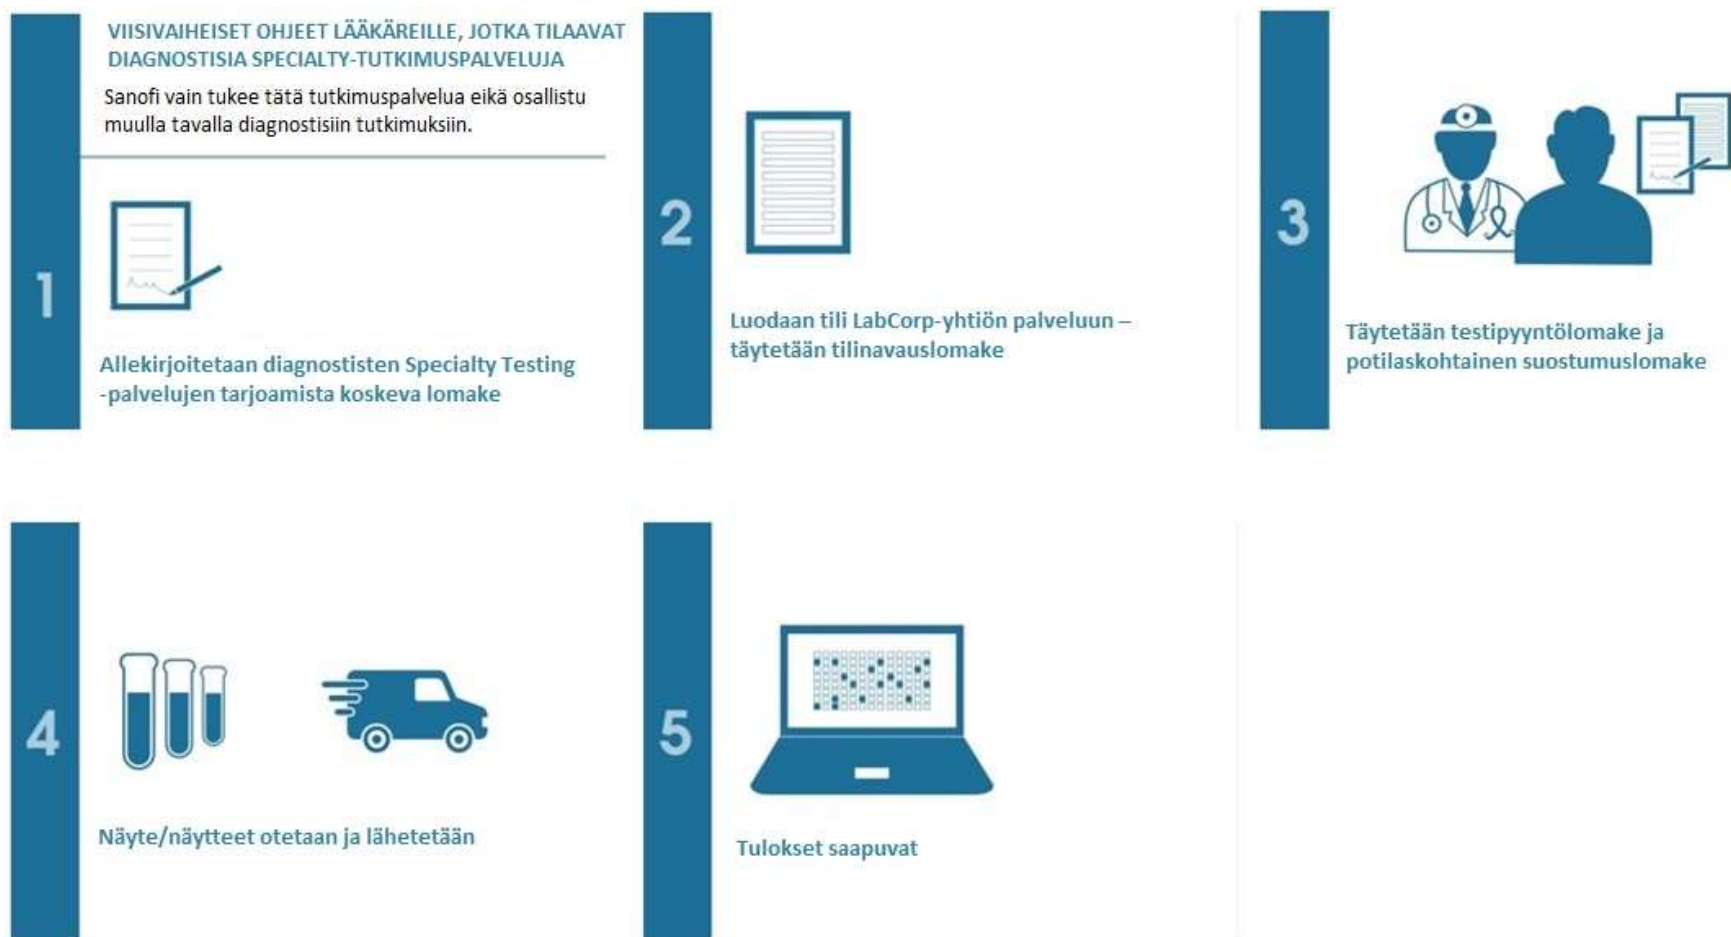 VIISIVAIHEISET OHJEET LÄÄKÄREILLE, JOTKA TILAAVAT
DIAGNOSTISIA SPECIALTY-TUTKIMUSPALVELUJA
Sanofi vain tukee tätä tutkimuspalvelua eikä osallistu
muulla tavalla diagnostisiin tutkimuksiin.
1
Allekirjoitetaan diagnostisten Specialty Testing
-palvelujen tarjoamista koskeva lomake
2
Luodaan tili LabCorp-yhtiön palveluun –
täytetään tilinavauslomake
3
Täytetään testipyyntölomake ja
potilaskohtainen suostumuslomake
4
Näyte/näytteet otetaan ja lähetetään
5
Tulokset saapuvat